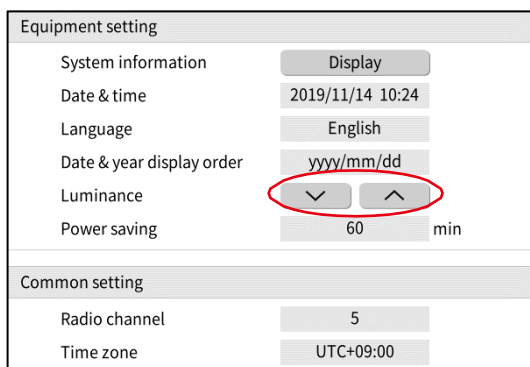 Equipment setting
System information Display
Date & time 2019/11/14 10:24
Language English
Date & year display order yyyy/mm/dd
Luminance
Power saving 60 min
Common setting
Radio channel 5
Time zone UTC+09:00